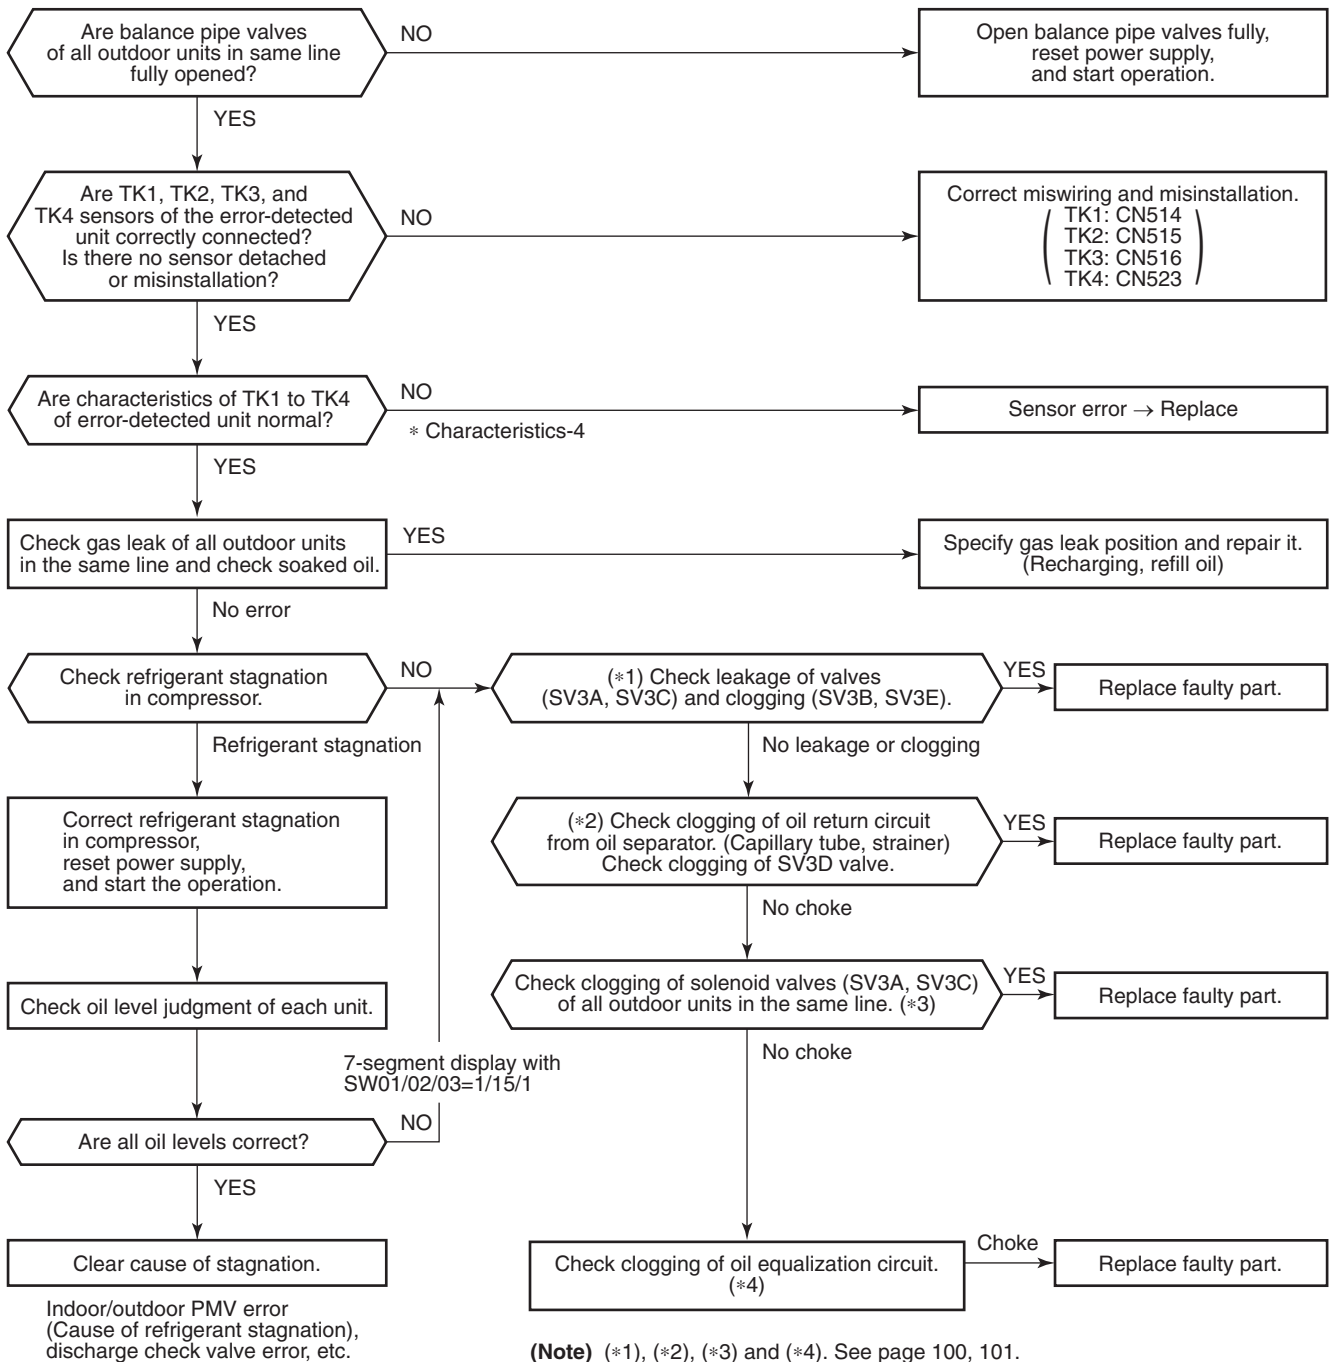 Are balance pipe valves
of all outdoor units in same line
fully opened?
NO
Open balance pipe valves fully,
reset power supply,
and start operation.
YES
Are TK1, TK2, TK3, and
TK4 sensors of the error-detected
unit correctly connected?
Is there no sensor detached
or misinstallation?
NO
Correct miswiring and misinstallation.
TK1: CN514
TK2: CN515
TK3: CN516
TK4: CN523
YES
Are characteristics of TK1 to TK4
of error-detected unit normal?
NO
* Characteristics-4
Sensor error → Replace
YES
Check gas leak of all outdoor units
in the same line and check soaked oil.
YES
Specify gas leak position and repair it.
(Recharging, refill oil)
No error
Check refrigerant stagnation
in compressor.
NO
(*1) Check leakage of valves
(SV3A, SV3C) and clogging (SV3B, SV3E).
YES
Replace faulty part.
Refrigerant stagnation
No leakage or clogging
Correct refrigerant stagnation
in compressor,
reset power supply,
and start the operation.
(*2) Check clogging of oil return circuit
from oil separator. (Capillary tube, strainer)
Check clogging of SV3D valve.
YES
Replace faulty part.
No choke
Check oil level judgment of each unit.
Check clogging of solenoid valves (SV3A, SV3C)
of all outdoor units in the same line. (*3)
YES
Replace faulty part.
No choke
7-segment display with
SW01/02/03=1/15/1
Are all oil levels correct?
NO
YES
Clear cause of stagnation.
Check clogging of oil equalization circuit.
(*4)
Choke
Replace faulty part.
Indoor/outdoor PMV error
(Cause of refrigerant stagnation),
discharge check valve error, etc.
(Note) (*1), (*2), (*3) and (*4). See page 100, 101.